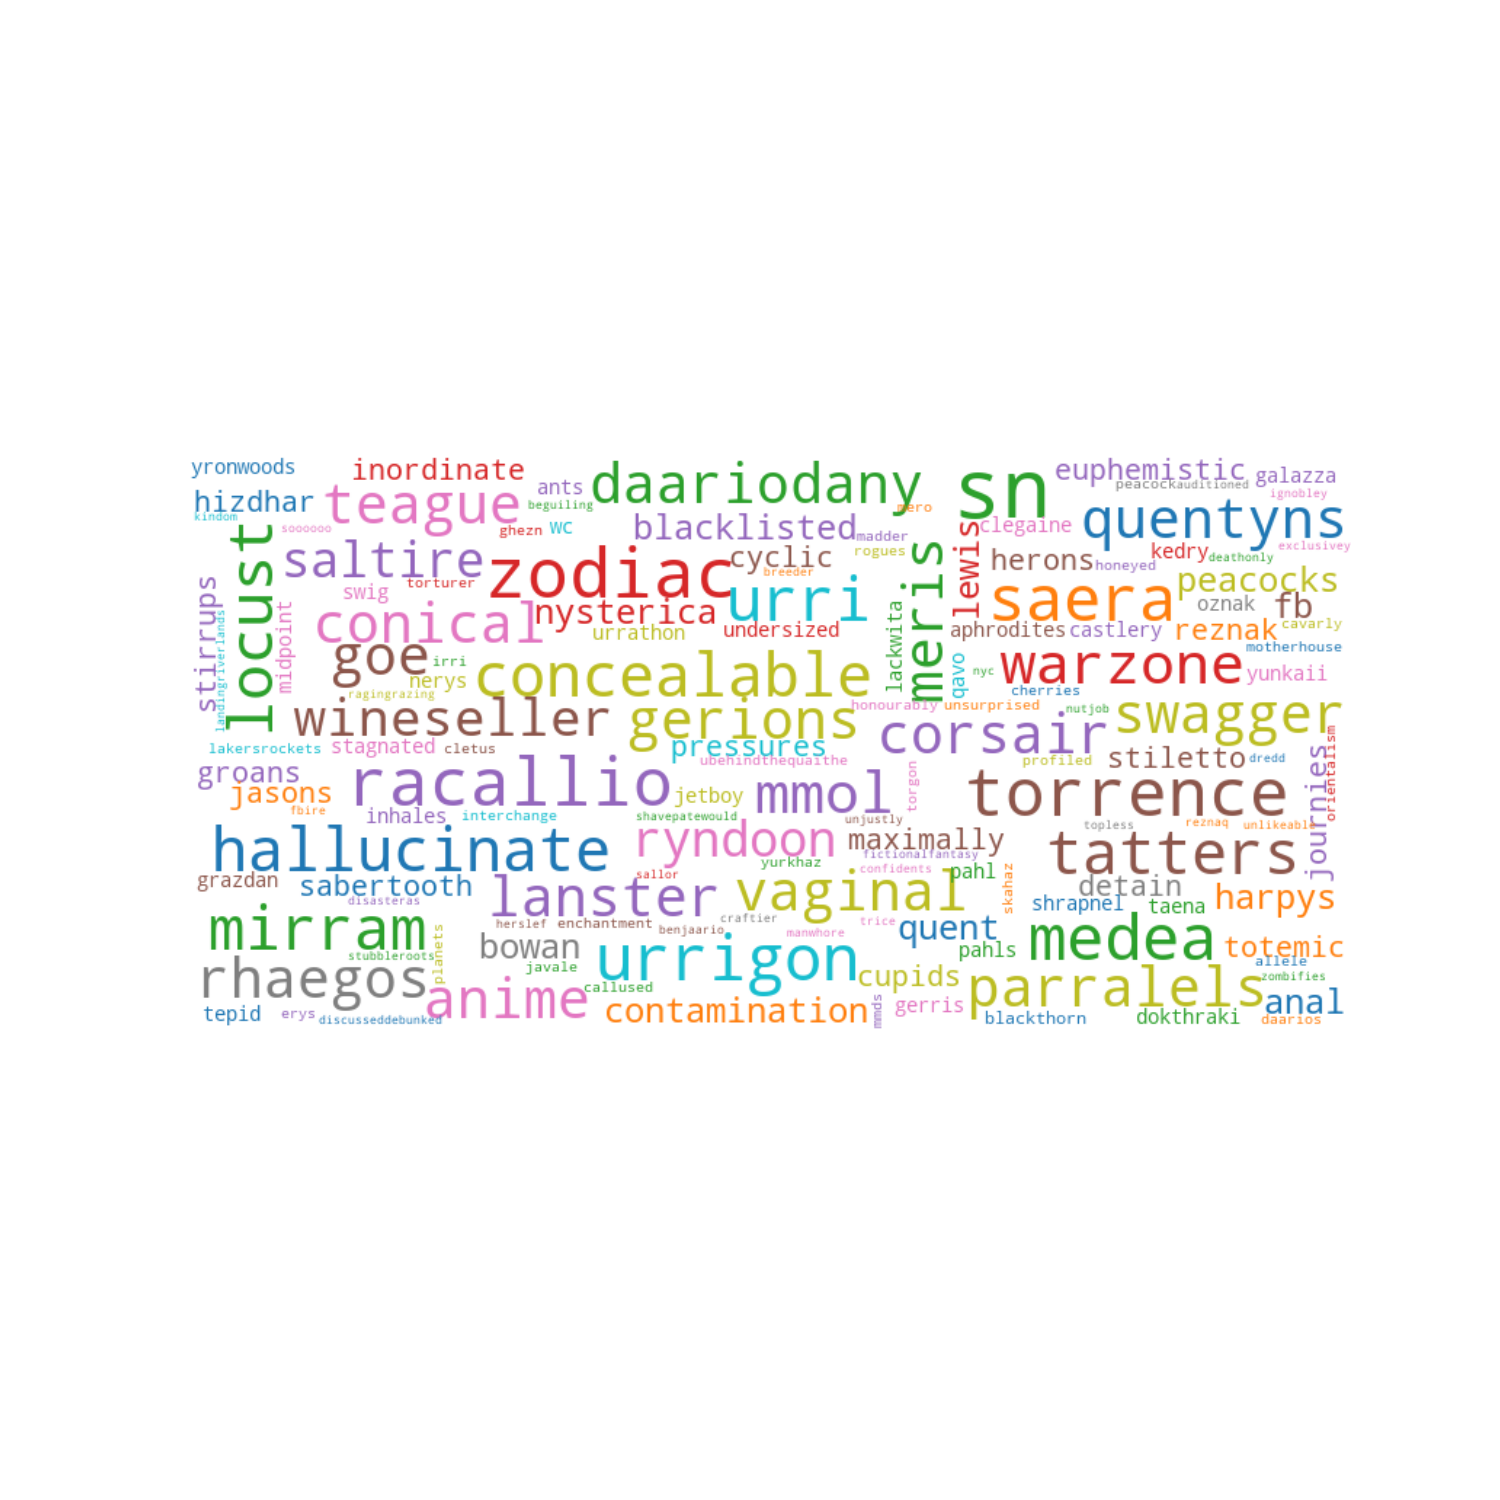 yronwoods
inordinate
ants
daariodany
sn
euphemistic
galazza
hizdhar
teague
beguiling
mero
peacockauditioned
ignobley
kindom
soooooo
ghezn
WC
blacklisted
madder
clegaine
quentyns
locust
saltire
zodiac
cyclic
rogues
meris
lewis
herons
honeyed
kedry
deathonly
exclusivey
stirrups
swig
torturer
breeder
urri
saera
peacocks
landingriverlands
midpoint
conical
nysterica
urrathon
undersized
lackwita
aphrodites
castlery
reznak
oznak
fb
cavarly
goe
irri
nerys
concealable
qavo
nyc
warzone
motherhouse
yunkaii
ragingrazing
cherries
wineseller
gerions
honourably
unsurprised
nutjob
swagger
corsair
lakersrockets
stagnated
cletus
pressures
ubehindthequaithe
profiled
stiletto
dredd
journies
orientalism
groans
jasons
fbire
racallio
jetboy
mmol
torgon
torrence
inhales
interchange
shavepatewould
unjustly
topless
reznaq
unlikeable
hallucinate
ryndoon
maximally
fictionalfantasy
tatters
grazdan
sabertooth
sallor
yurkhaz
confidents
pahl
skahaz
detain
harpys
disasteras
lanster
vaginal
shrapnel
taena
mirram
herslef
enchantment
benjaario
craftier
manwhore
trice
quent
medea
totemic
stubbleroots
planets
bowan
javale
urrigon
pahls
allele
rhaegos
anime
callused
cupids
parralels
zombifies
anal
tepid
erys
discusseddebunked
contamination
mmds
gerris
blackthorn
dokthraki
daarios